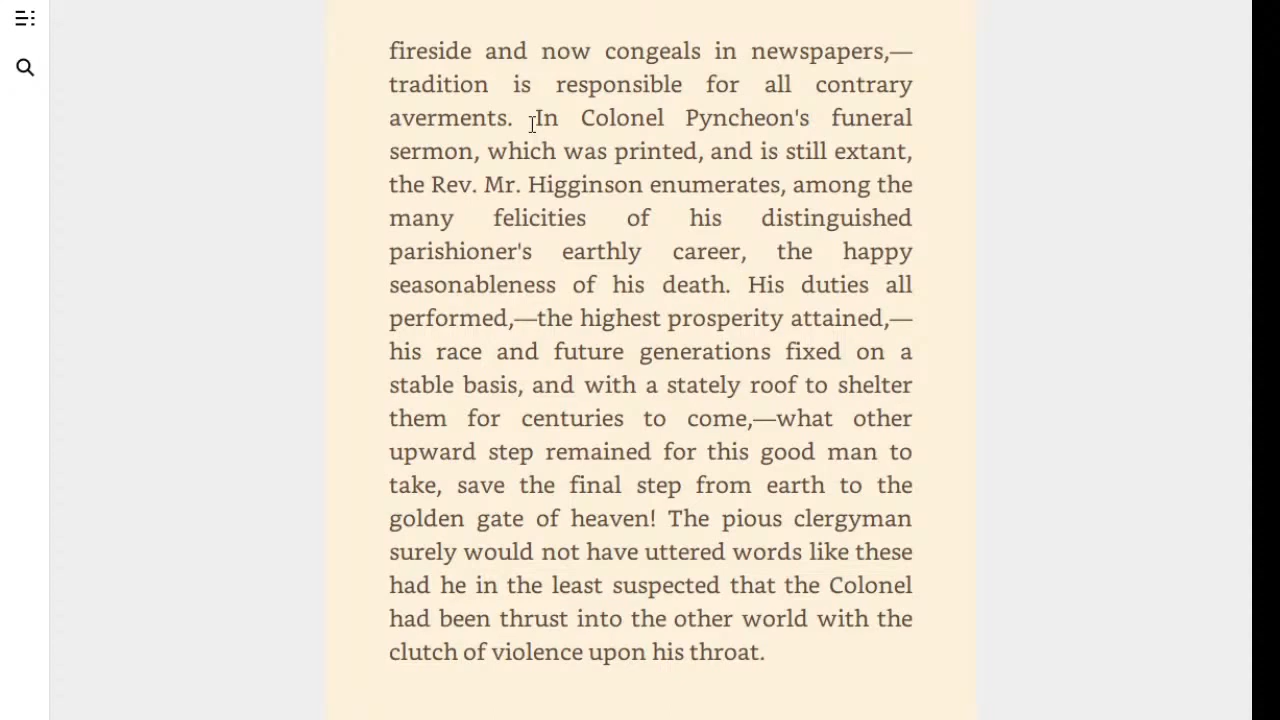 fireside and now congeals in newspapers,—
tradition is responsible for all contrary
averments. In Colonel Pyncheon's funeral
sermon, which was printed, and is still extant,
the Rev. Mr. Higginson enumerates, among the
many felicities of his distinguished
parishioner's earthly career, the happy
seasonableness of his death. His duties all
performed,—the highest prosperity attained,—
his race and future generations fixed on a
stable basis, and with a stately roof to shelter
them for centuries to come,—what other
upward step remained for this good man to
take, save the final step from earth to the
golden gate of heaven! The pious clergyman
surely would not have uttered words like these
had he in the least suspected that the Colonel
had been thrust into the other world with the
clutch of violence upon his throat.